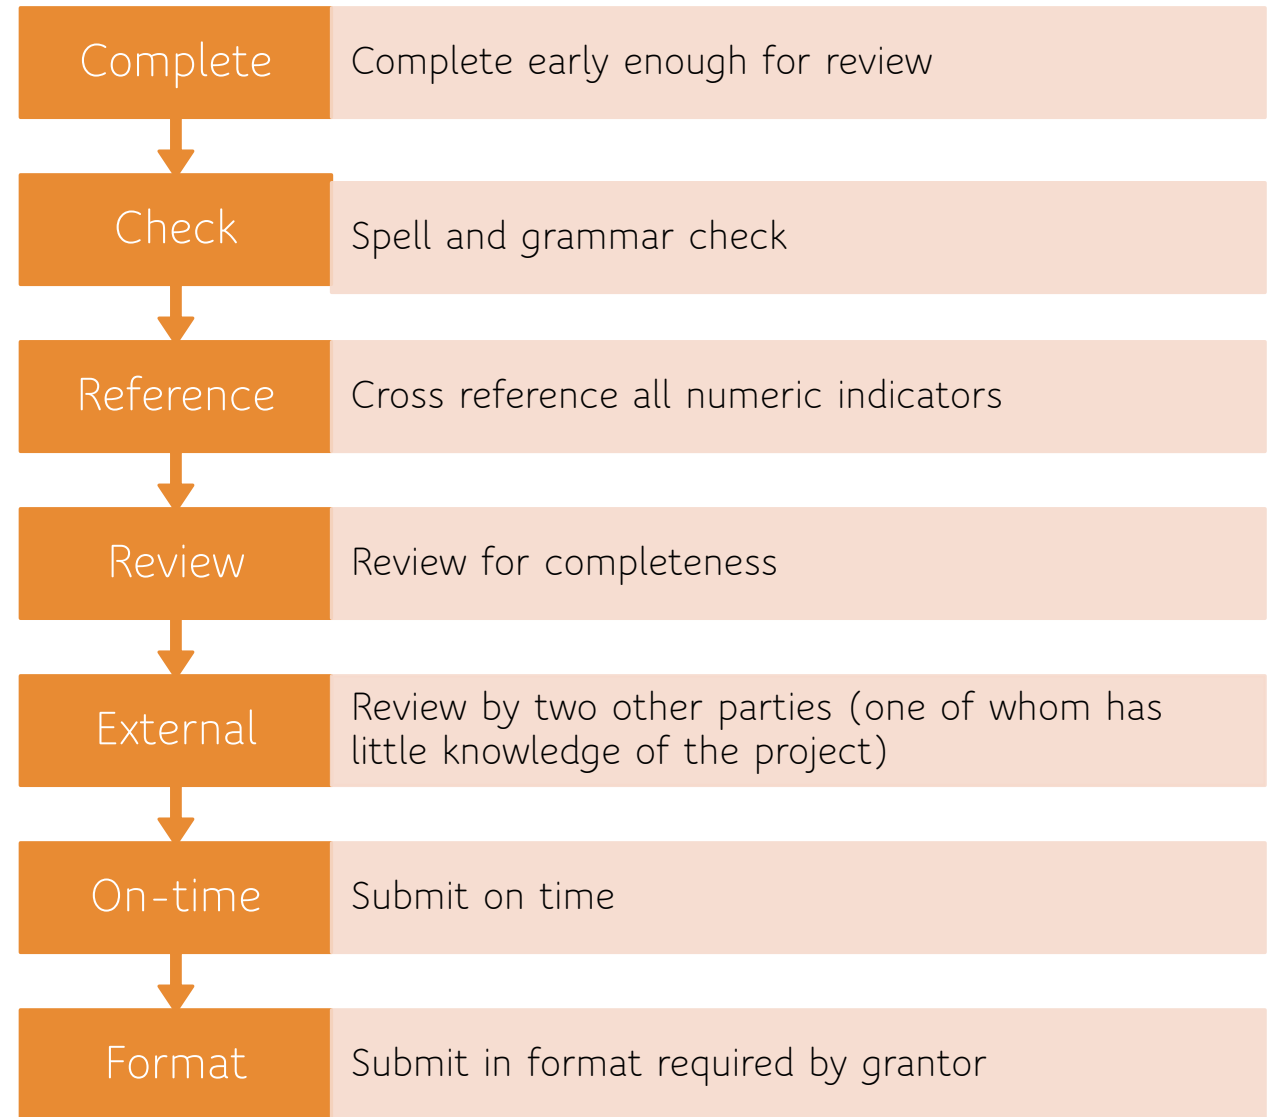 Complete
Complete early enough for review
Check
Spell and grammar check
Reference
Cross reference all numeric indicators
Review
Review for completeness
External
Review by two other parties (one of whom has
little knowledge of the project)
On-time
Submit on time
Format
Submit in format required by grantor